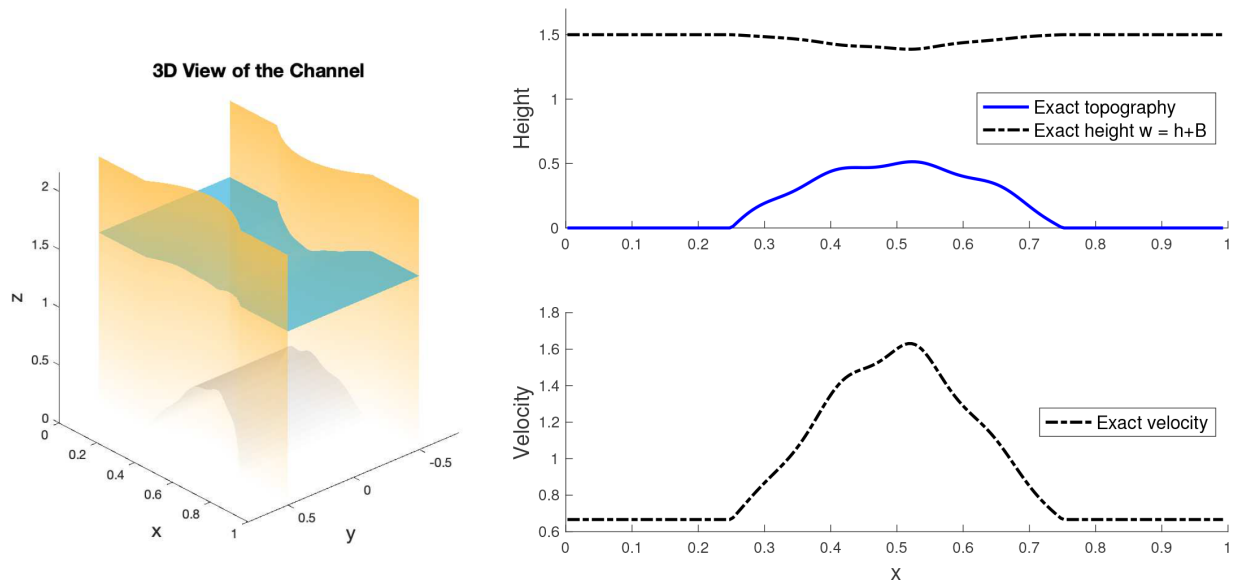 3D View of the Channel
2
1.5
1
0.5
0
z
0
0.2
0.4
0.6
0.8
1
x
0.5
0
-0.5
y
1.5
1
0.5
0
Height
Exact topography
Exact height w = h+B
0 0.1 0.2 0.3 0.4 0.5 0.6 0.7 0.8 0.9 1
1.8
1.6
1.4
1.2
1
0.8
0.6
Velocity
Exact velocity
0 0.1 0.2 0.3 0.4 0.5 0.6 0.7 0.8 0.9 1
x